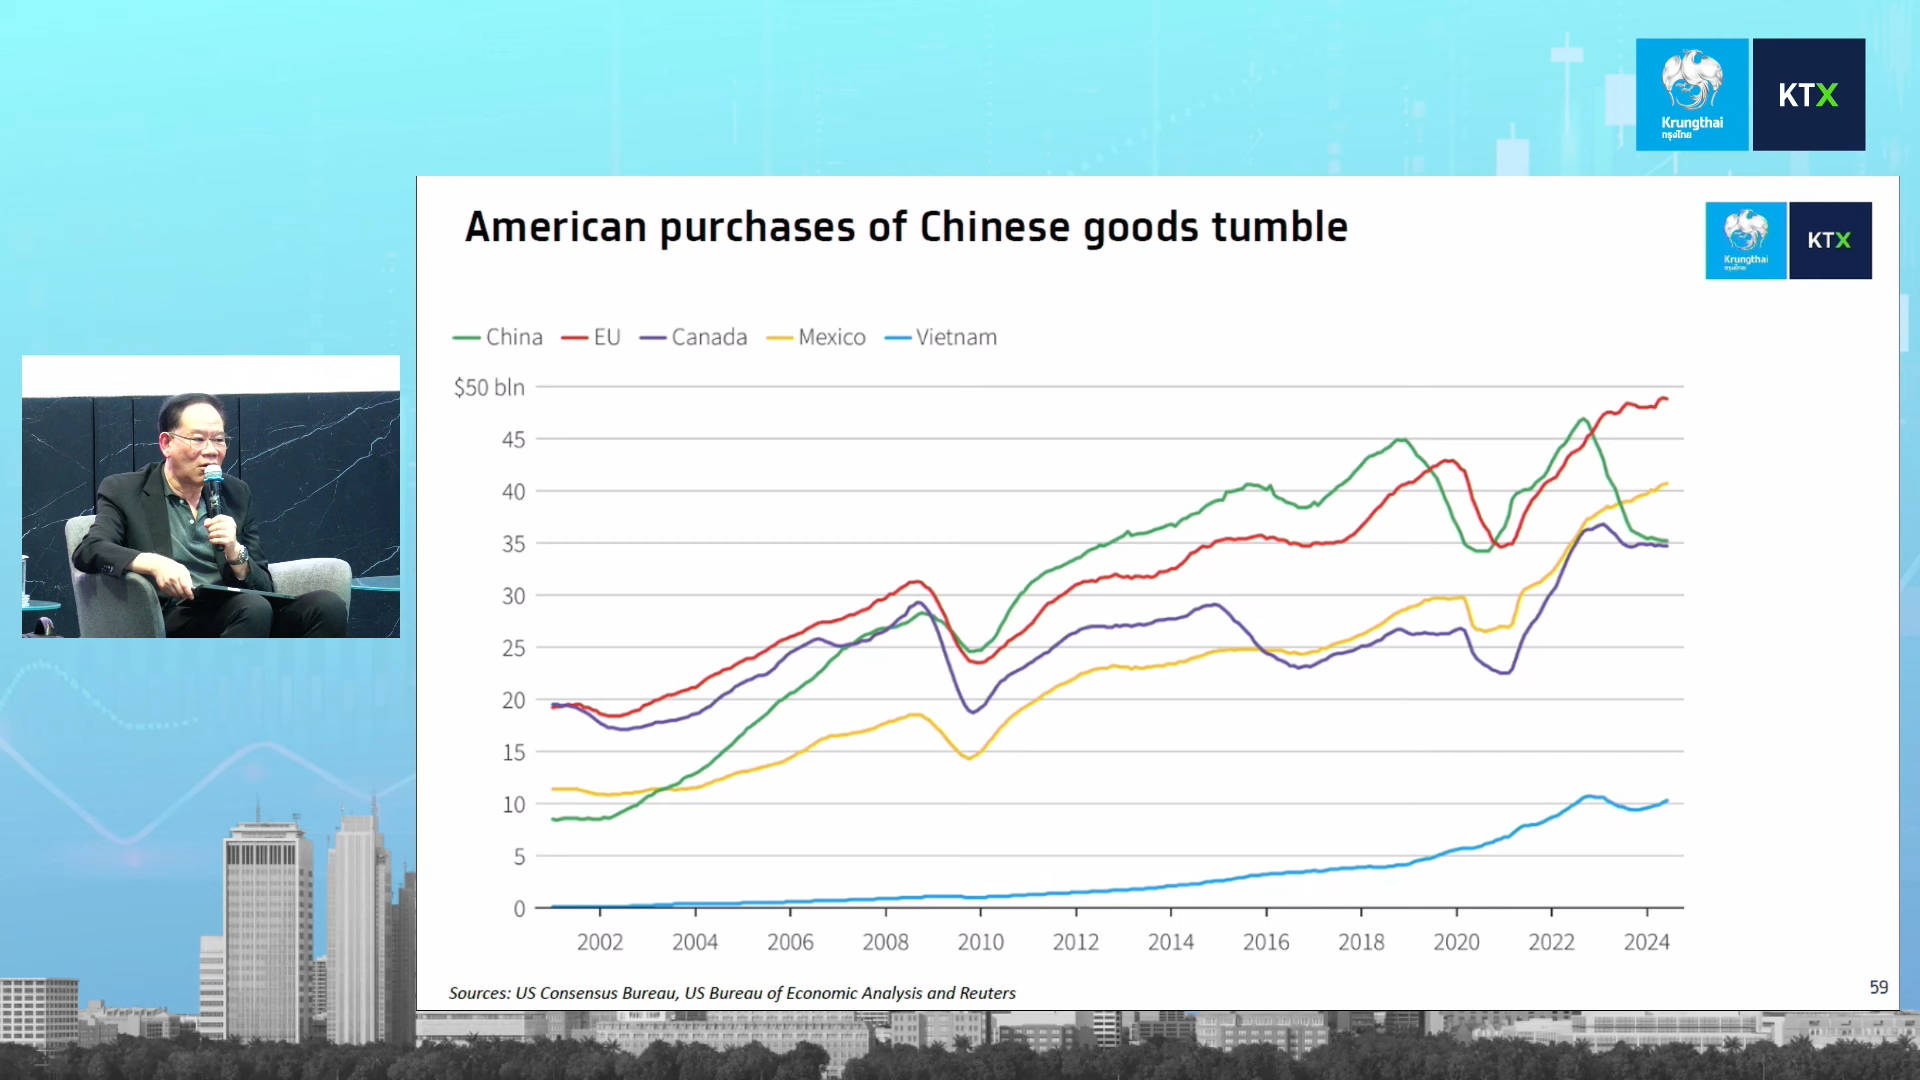 Krungthai
กรุงไทย
KTX
American purchases of Chinese goods tumble
Krungthai
กรุงไทย
KTX
China EU Canada Mexico Vietnam
$50 bln
45
40
35
30
25
20
15
10
5
0
2002 2004 2006 2008 2010 2012 2014 2016 2018 2020 2022 2024
Sources: US Consensus Bureau, US Bureau of Economic Analysis and Reuters
59